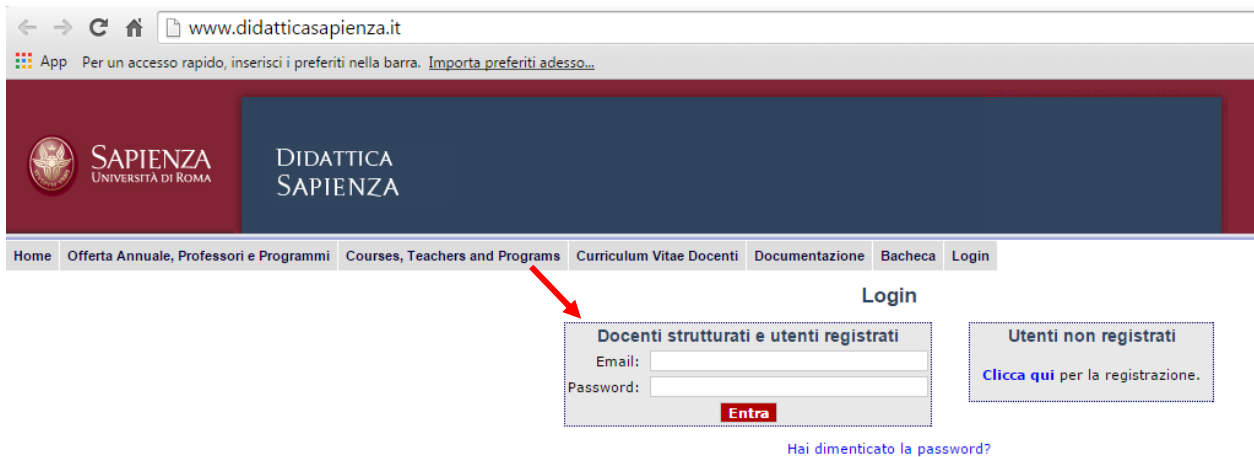 www.didatticasapienza.it
App Per un accesso rapido, inserisci i preferiti nella barra. Importa preferiti adesso...
SAPIENZA
UNIVERSITÀ DI ROMA
DIDATTICA
SAPIENZA
Home Offerta Annuale, Professori e Programmi Courses, Teachers and Programs Curriculum Vitae Docenti Documentazione Bacheca Login
Login
Docenti strutturati e utenti registrati
Email:
Password:
Entra
Utenti non registrati
Clicca qui per la registrazione.
Hai dimenticato la password?